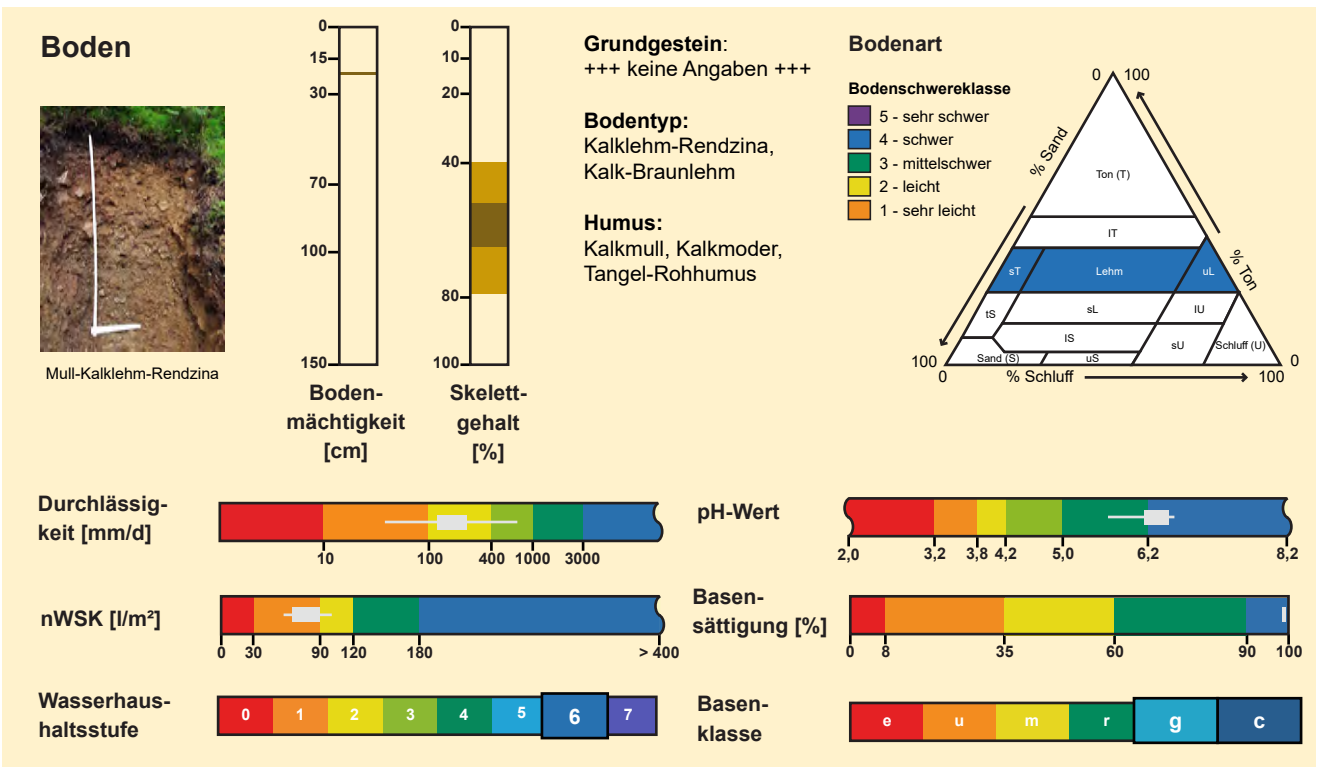 Boden
Mull-Kalklehm-Rendzina
0
15
30
70
100
150
Boden-
mächtigkeit
[cm]
0
10
20
40
80
100
Skelett-
gehalt
[%]
Grundgestein:
+++ keine Angaben +++
Bodentyp:
Kalklehm-Rendzina,
Kalk-Braunlehm
Humus:
Kalkmull, Kalkmoder,
Tangel-Rohhumus
Bodenart
Bodenschwereklasse
5 - sehr schwer
4 - schwer
3 - mittelschwer
2 - leicht
1 - sehr leicht
0 100
% Sand
% Ton
Ton (T)
lT
sT Lehm uL
tS sL lU
lS sU Schluff (U)
Sand (S) uS
100 0
0 % Schluff 100
Durchlässig-
keit [mm/d]
10 100 400 1000 3000
nWSK [l/m²]
0 30 90 120 180 > 400
Wasserhaus-
haltsstufe
0 1 2 3 4 5 6 7
pH-Wert
2,0 3,2 3,8 4,2 5,0 6,2 8,2
Basen-
sättigung [%]
0 8 35 60 90 100
Basen-
klasse
e u m r g c